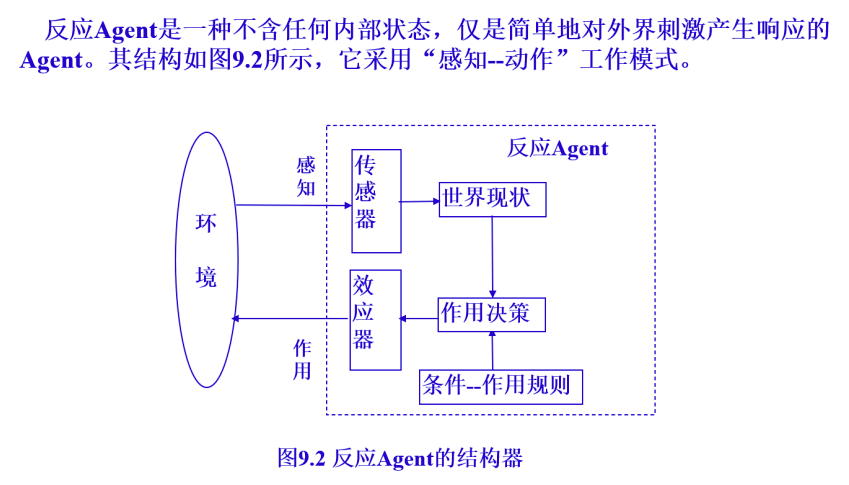 反应Agent是一种不含任何内部状态，仅是简单地对外界刺激产生响应的
Agent。其结构如图9.2所示，它采用“感知--动作”工作模式。
反应Agent
感知
传感器
世界现状
环境
效应器
作用决策
作用
条件--作用规则
图9.2 反应Agent的结构器